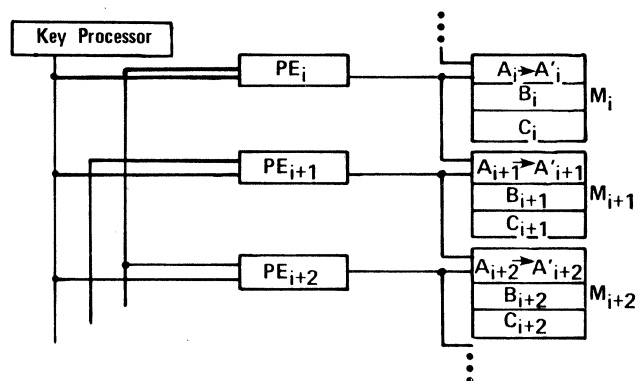 Key Processor
PEi
Ai→A'i
Bi
Ci
Mi
PEi+1
Ai+1→A'i+1
Bi+1
Ci+1
Mi+1
PEi+2
Ai+2→A'i+2
Bi+2
Ci+2
Mi+2